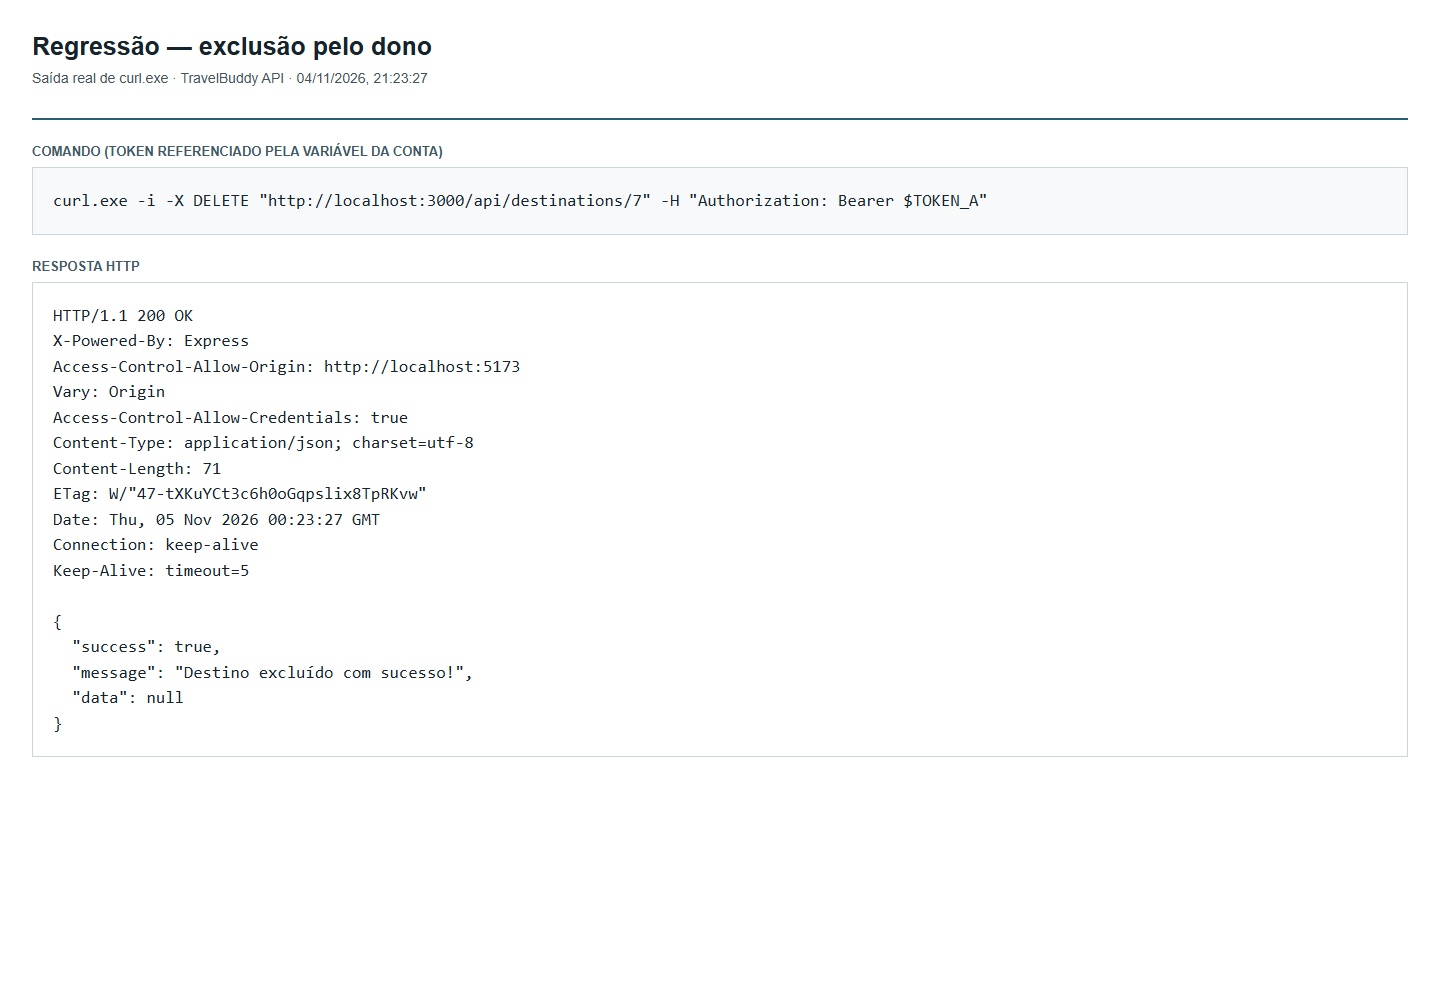 Regressão — exclusão pelo dono
Saída real de curl.exe · TravelBuddy API · 04/11/2026, 21:23:27
COMANDO (TOKEN REFERENCIADO PELA VARIÁVEL DA CONTA)
curl.exe -i -X DELETE "http://localhost:3000/api/destinations/7" -H "Authorization: Bearer $TOKEN_A"
RESPOSTA HTTP
HTTP/1.1 200 OK
X-Powered-By: Express
Access-Control-Allow-Origin: http://localhost:5173
Vary: Origin
Access-Control-Allow-Credentials: true
Content-Type: application/json; charset=utf-8
Content-Length: 71
ETag: W/"47-tXKuYCt3c6h0oGqpslix8TpRKvw"
Date: Thu, 05 Nov 2026 00:23:27 GMT
Connection: keep-alive
Keep-Alive: timeout=5
{
  "success": true,
  "message": "Destino excluído com sucesso!",
  "data": null
}